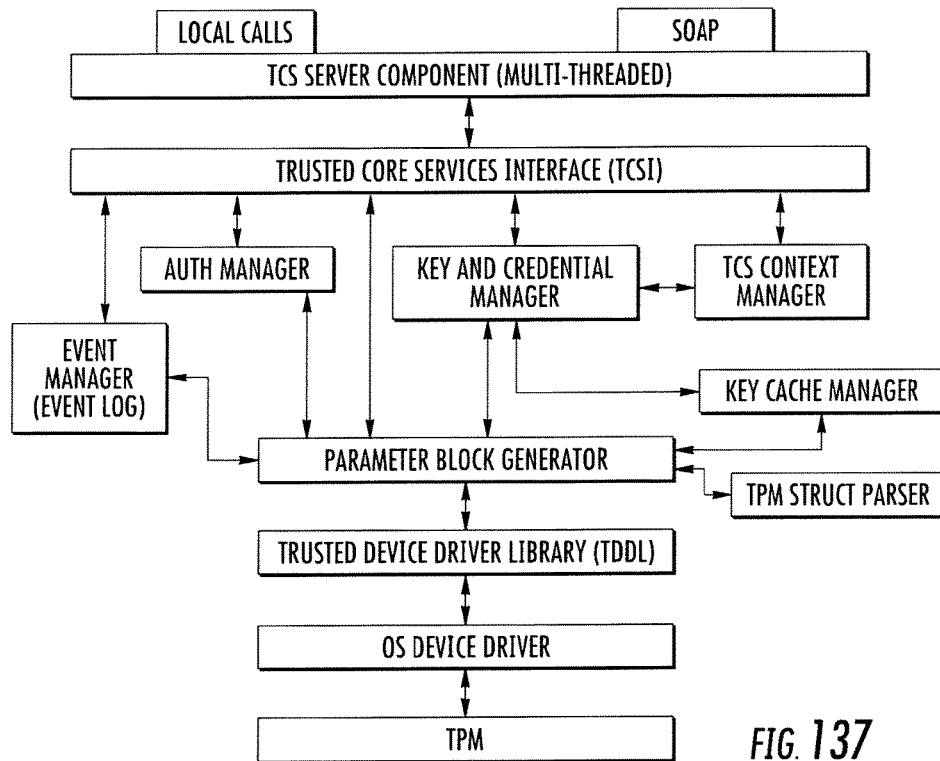 LOCAL CALLS
SOAP
TCS SERVER COMPONENT (MULTI-THREADED)
TRUSTED CORE SERVICES INTERFACE (TCSI)
AUTH MANAGER
KEY AND CREDENTIAL
MANAGER
TCS CONTEXT
MANAGER
EVENT
MANAGER
(EVENT LOG)
KEY CACHE MANAGER
PARAMETER BLOCK GENERATOR
TPM STRUCT PARSER
TRUSTED DEVICE DRIVER LIBRARY (TDDL)
OS DEVICE DRIVER
TPM
FIG. 137